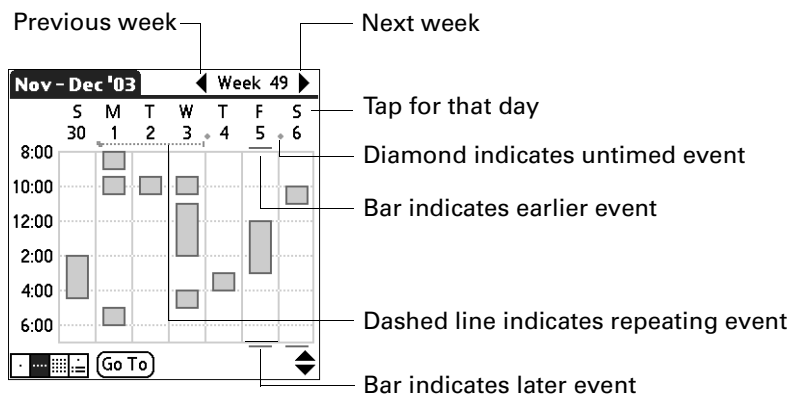 Previous week
Next week
Nov - Dec '03
Week 49
S M T W T F S
30 1 2 3 4 5 6
Tap for that day
Diamond indicates untimed event
8:00
10:00
Bar indicates earlier event
12:00
2:00
4:00
Dashed line indicates repeating event
6:00
Go To
Bar indicates later event